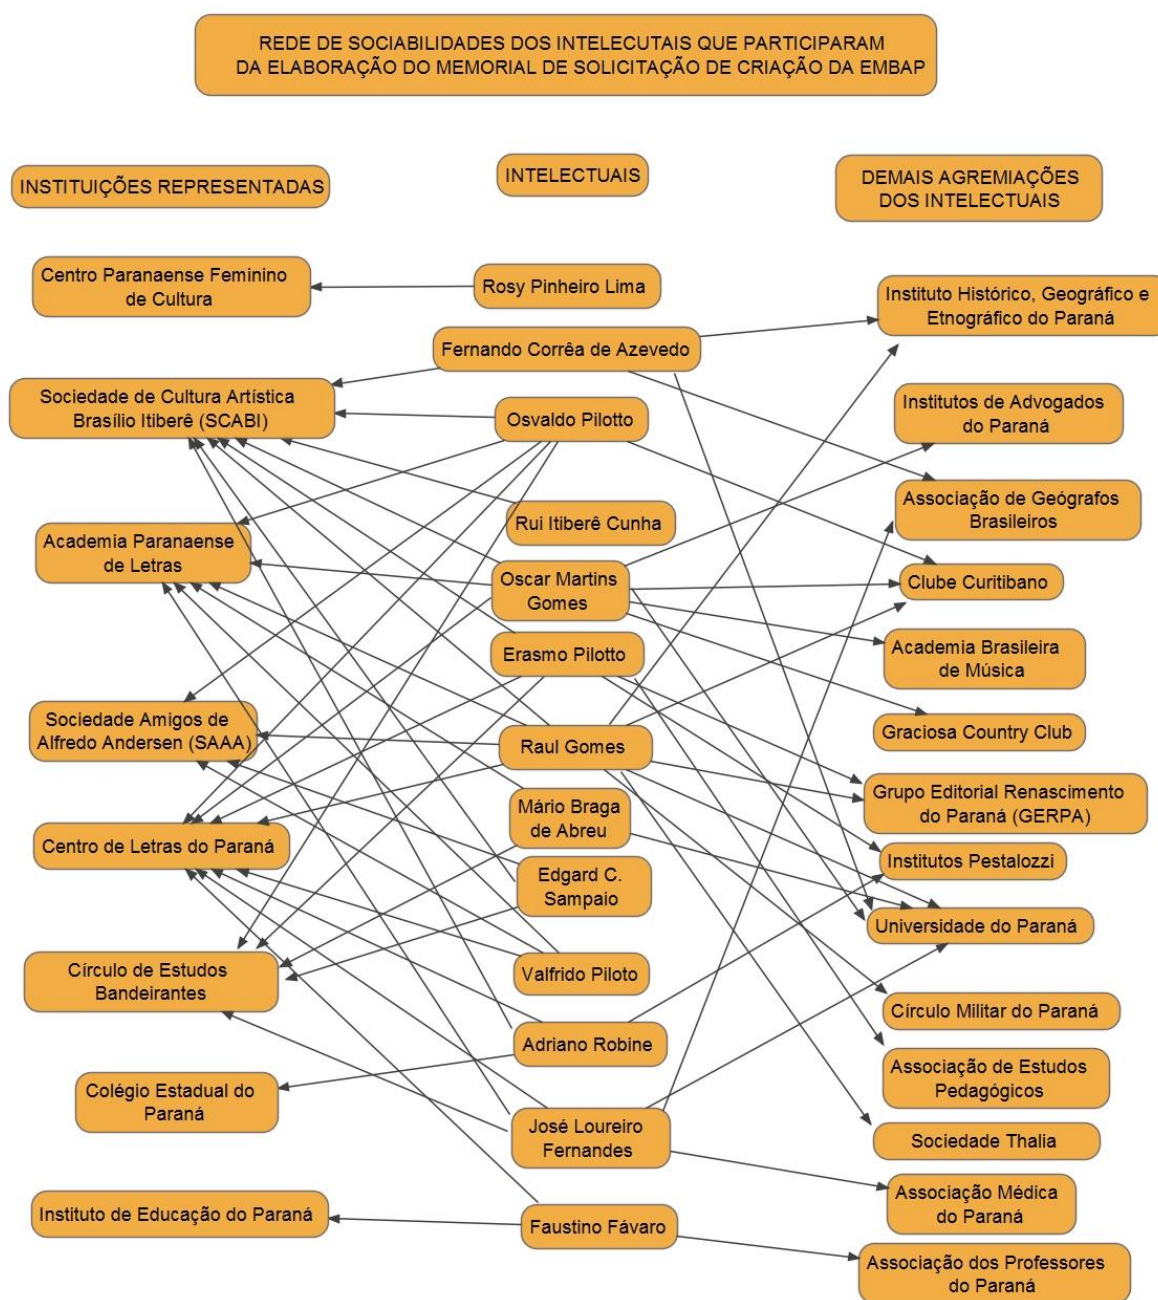 REDE DE SOCIABILIDADES DOS INTELECUTAIS QUE PARTICIPARAM
DA ELABORAÇÃO DO MEMORIAL DE SOLICITAÇÃO DE CRIAÇÃO DA EMBAP
INSTITUIÇÕES REPRESENTADAS
Centro Paranaense Feminino
de Cultura
Sociedade de Cultura Artística
Brasílio Itiberê (SCABI)
Academia Paranaense
de Letras
Sociedade Amigos de
Alfredo Andersen (SAAA)
Centro de Letras do Paraná
Círculo de Estudos
Bandeirantes
Colégio Estadual do
Paraná
Instituto de Educação do Paraná
INTELECTUAIS
Rosy Pinheiro Lima
Fernando Corrêa de Azevedo
Osvaldo Pilotto
Rui Itiberê Cunha
Oscar Martins
Gomes
Erasmo Pilotto
Raul Gomes
Mário Braga
de Abreu
Edgard C.
Sampaio
Valfrido Piloto
Adriano Robine
José Loureiro
Fernandes
Faustino Fávaro
DEMAIS AGREMIAÇÕES
DOS INTELECTUAIS
Instituto Histórico, Geográfico e
Etnográfico do Paraná
Institutos de Advogados
do Paraná
Associação de Geógrafos
Brasileiros
Clube Curitibano
Academia Brasileira
de Música
Graciosa Country Club
Grupo Editorial Renascimento
do Paraná (GERPA)
Institutos Pestalozzi
Universidade do Paraná
Círculo Militar do Paraná
Associação de Estudos
Pedagógicos
Sociedade Thalia
Associação Médica
do Paraná
Associação dos Professores
do Paraná